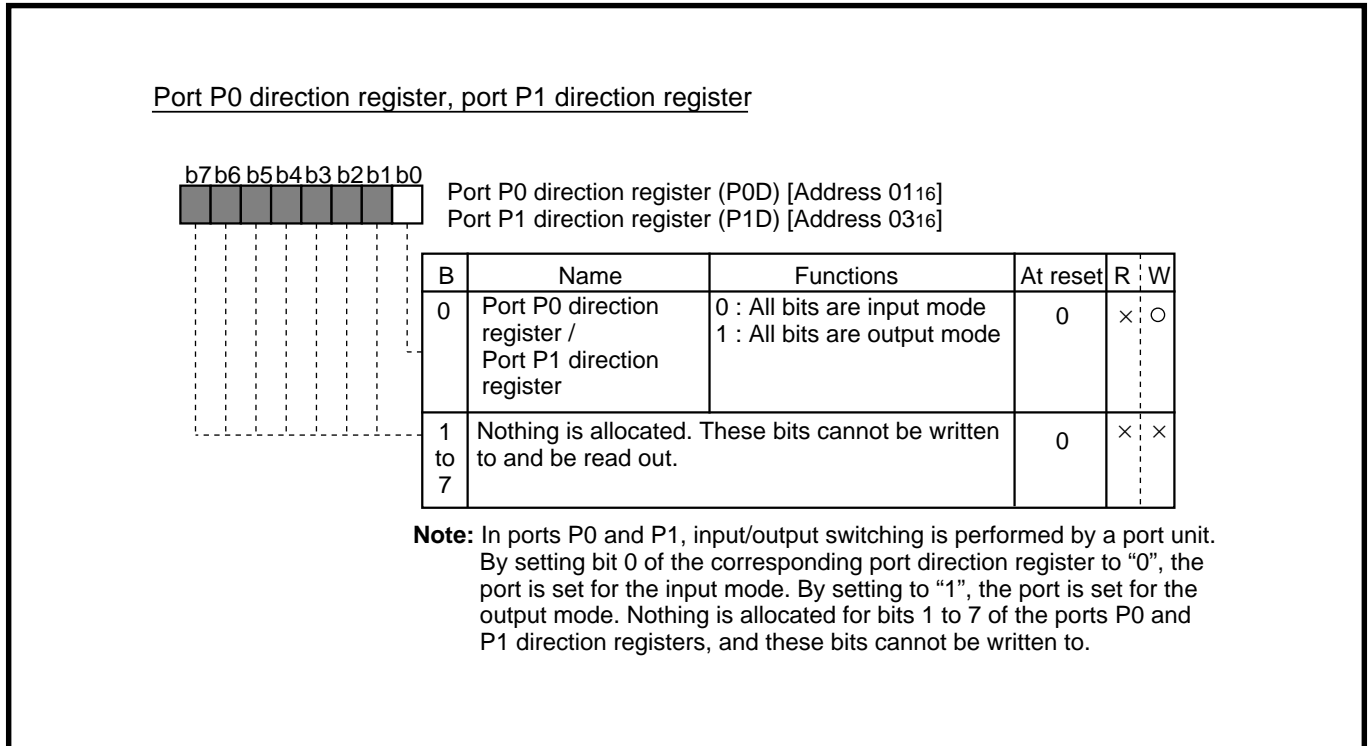 Port P0 direction register, port P1 direction register
b7 b6 b5 b4 b3 b2 b1 b0
Port P0 direction register (P0D) [Address 0116]
Port P1 direction register (P1D) [Address 0316]
B Name Functions At reset R W
0 Port P0 direction register / Port P1 direction register 0 : All bits are input mode 1 : All bits are output mode 0 × ○
1 to 7 Nothing is allocated. These bits cannot be written to and be read out. 0 × ×
Note: In ports P0 and P1, input/output switching is performed by a port unit.
By setting bit 0 of the corresponding port direction register to “0”, the
port is set for the input mode. By setting to “1”, the port is set for the
output mode. Nothing is allocated for bits 1 to 7 of the ports P0 and
P1 direction registers, and these bits cannot be written to.